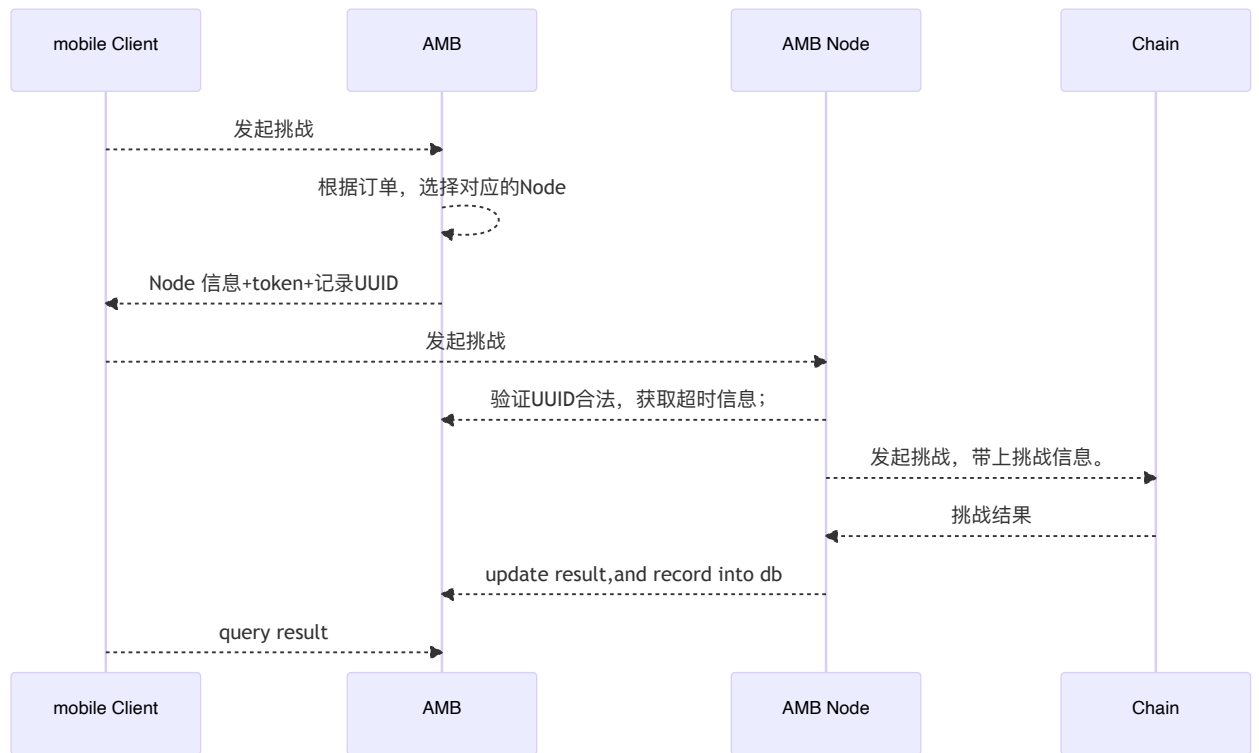 mobile Client
AMB
AMB Node
Chain
发起挑战
根据订单，选择对应的Node
Node 信息+token+记录UUID
发起挑战
验证UUID合法，获取超时信息；
发起挑战，带上挑战信息。
挑战结果
update result,and record into db
query result
mobile Client
AMB
AMB Node
Chain